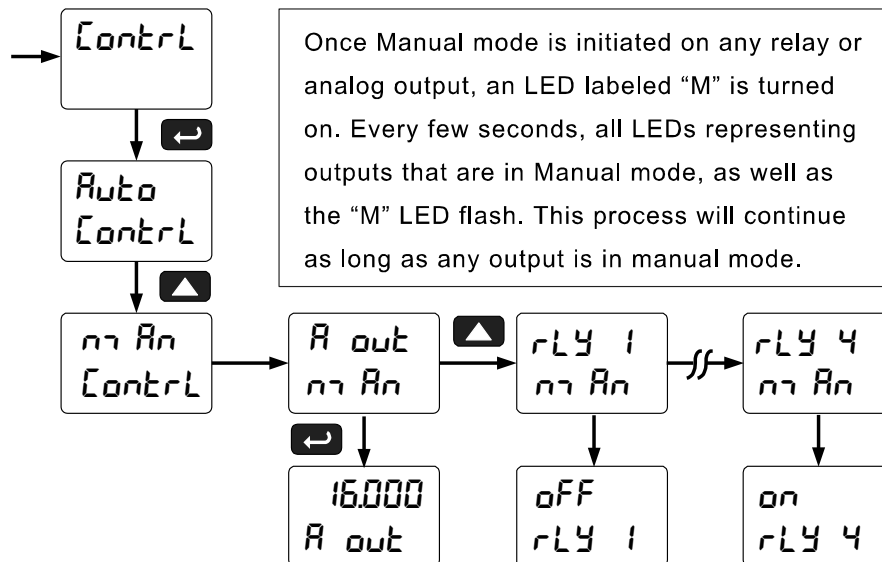 ContrL
Once Manual mode is initiated on any relay or
analog output, an LED labeled “M” is turned
on. Every few seconds, all LEDs representing
outputs that are in Manual mode, as well as
the “M” LED flash. This process will continue
as long as any output is in manual mode.
Auto
ContrL
mAn
ContrL
A out
mAn
rLY 1
mAn
rLY 4
mAn
16.000
A out
oFF
rLY 1
on
rLY 4